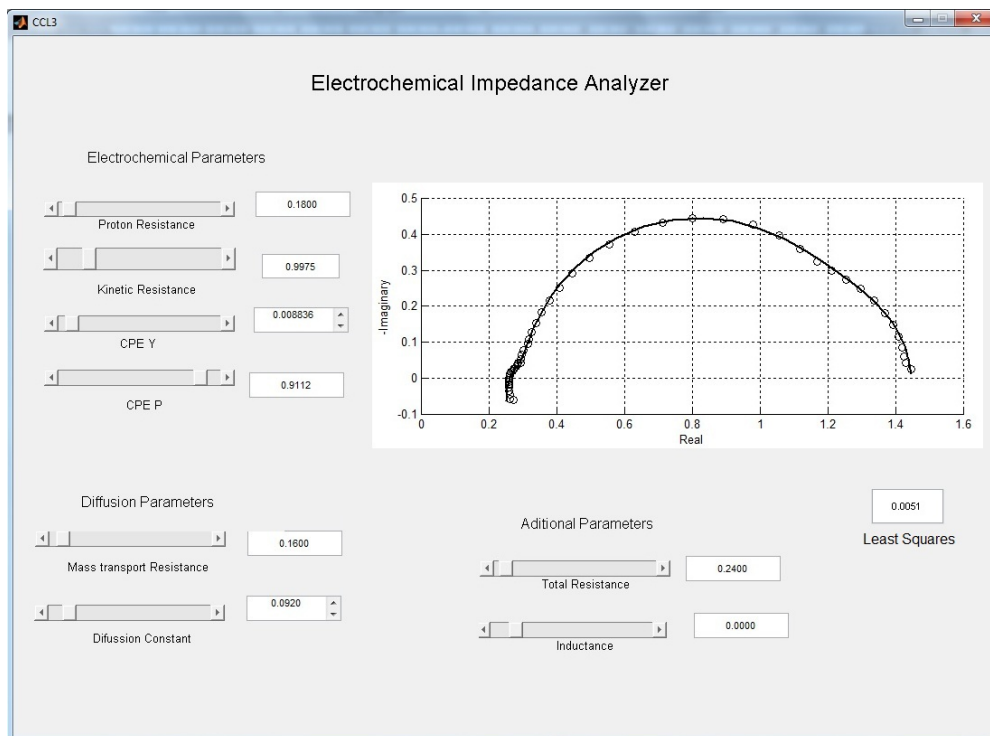 CCL3
Electrochemical Impedance Analyzer
Electrochemical Parameters
0.1800
Proton Resistance
0.9975
Kinetic Resistance
0.008836
CPE Y
0.9112
CPE P
0.5
0.4
0.3
0.2
0.1
0
-0.1
-Imaginary
0
0.2
0.4
0.6
0.8
1
1.2
1.4
1.6
Real
Diffusion Parameters
0.1600
Mass transport Resistance
0.0920
Difussion Constant
Aditional Parameters
0.2400
Total Resistance
0.0000
Inductance
0.0051
Least Squares